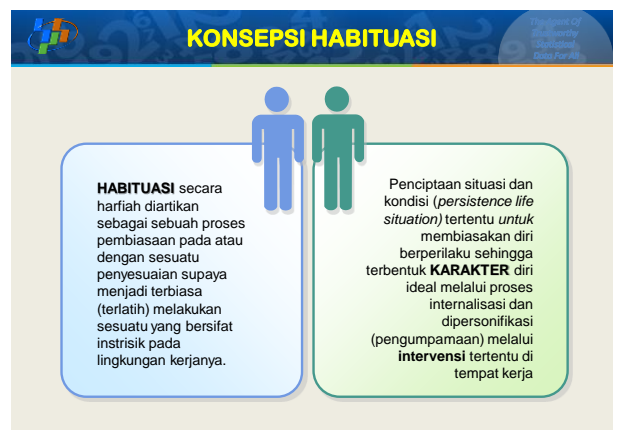 KONSEPSI HABITUASI
HABITUASI secara
harfiah diartikan
sebagai sebuah proses
pembiasaan pada atau
dengan sesuatu
penyesuaian supaya
menjadi terbiasa
(terlatih) melakukan
sesuatu yang bersifat
instrisik pada
lingkungan kerjanya.
Penciptaan situasi dan
kondisi (persistence life
situation) tertentu untuk
membiasakan diri
berperilaku sehingga
terbentuk KARAKTER diri
ideal melalui proses
internalisasi dan
dipersonifikasi
(pengumpamaan) melalui
intervensi tertentu di
tempat kerja